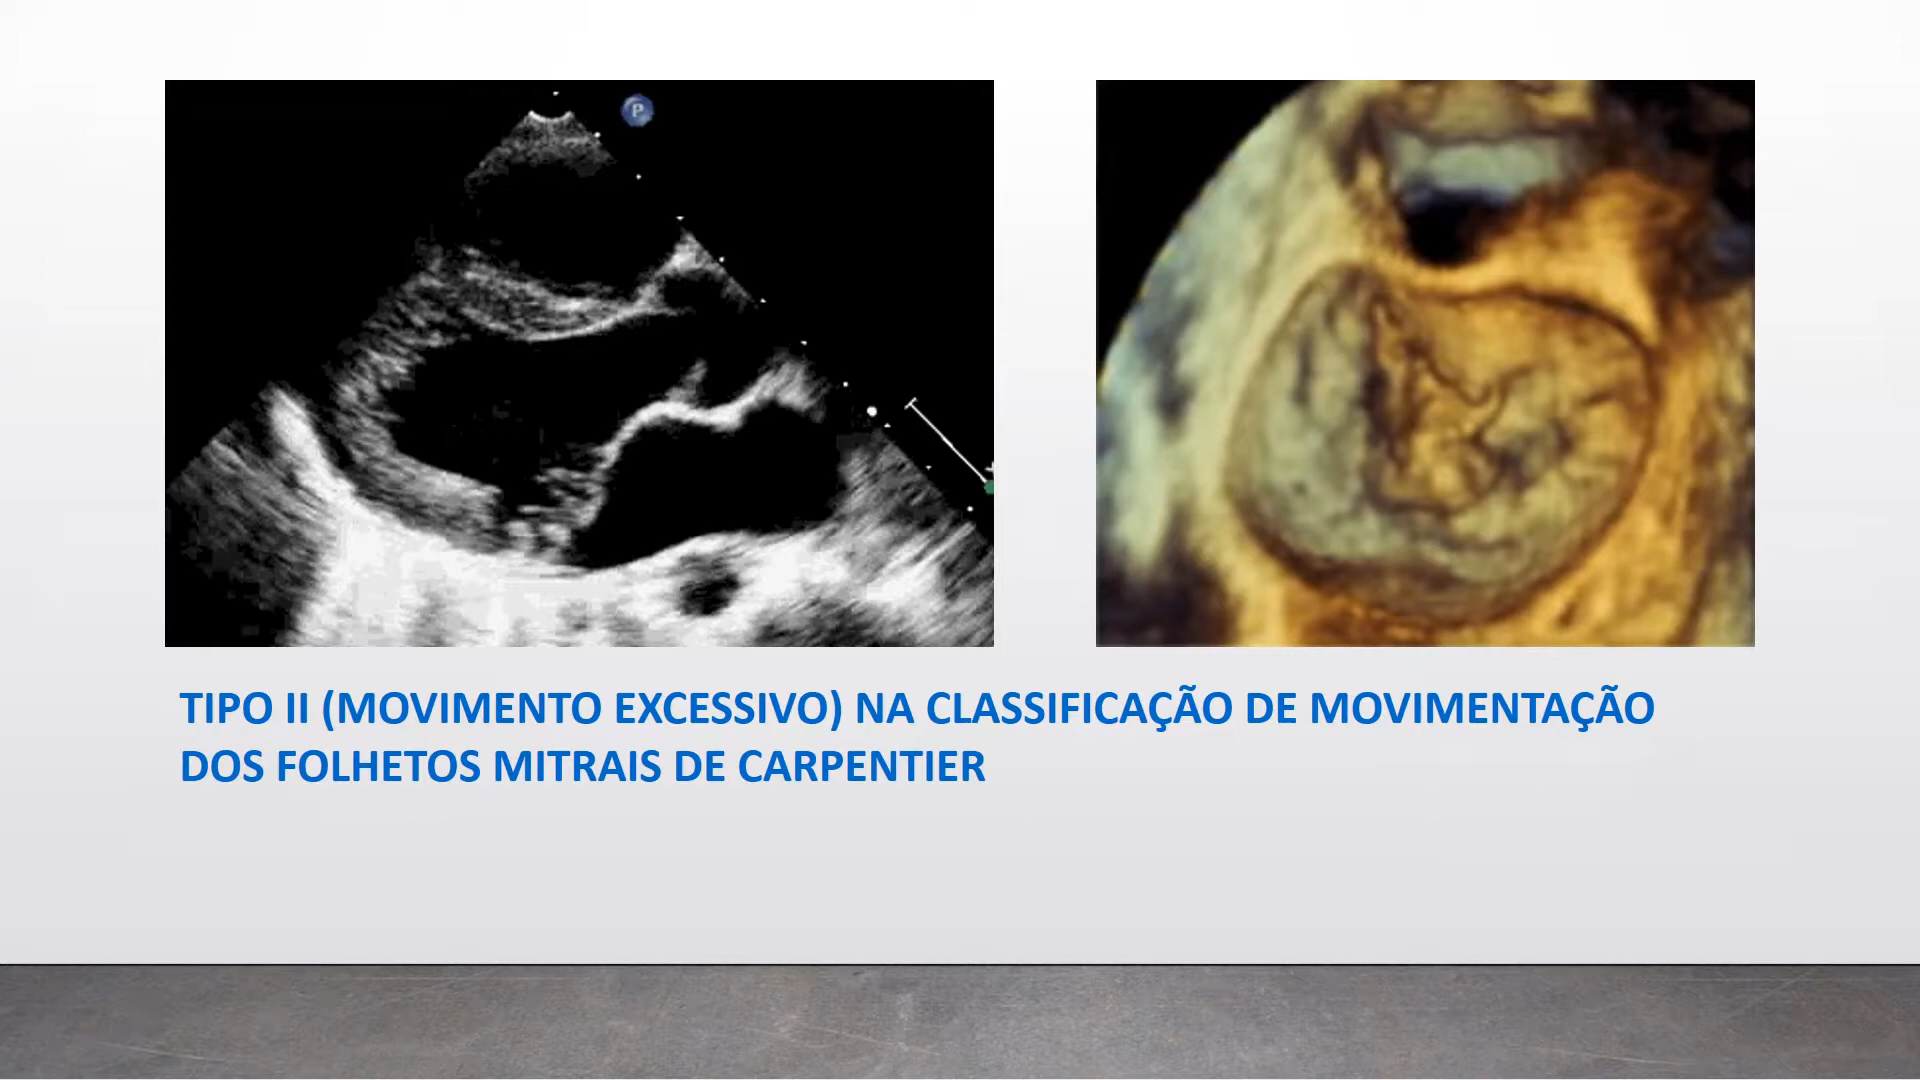 P
TIPO II (MOVIMENTO EXCESSIVO) NA CLASSIFICAÇÃO DE MOVIMENTAÇÃO
DOS FOLHETOS MITRAIS DE CARPENTIER